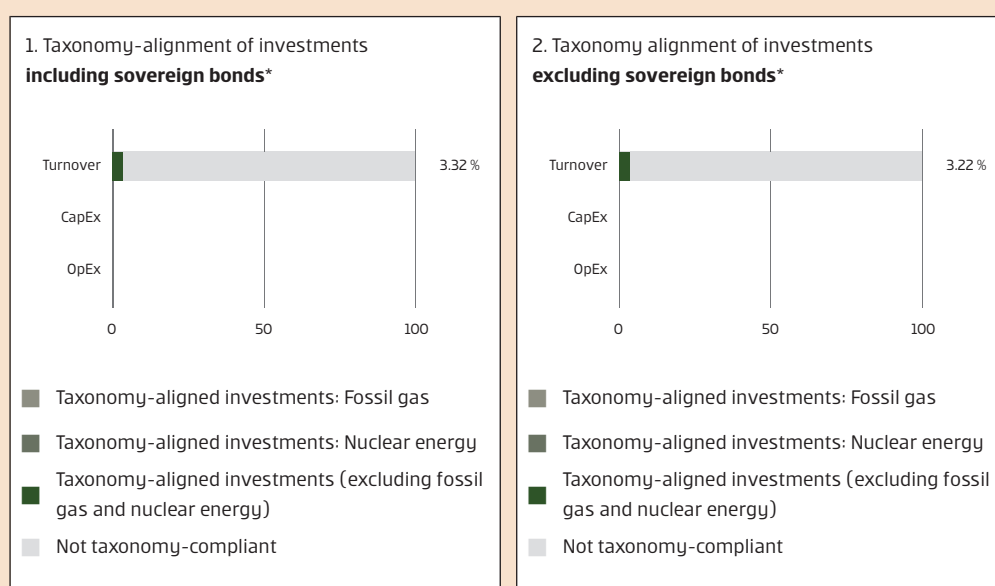 1. Taxonomy-alignment of investments
including sovereign bonds*
Turnover
3.32 %
CapEx
OpEx
0
50
100
Taxonomy-aligned investments: Fossil gas
Taxonomy-aligned investments: Nuclear energy
Taxonomy-aligned investments (excluding fossil
gas and nuclear energy)
Not taxonomy-compliant
2. Taxonomy alignment of investments
excluding sovereign bonds*
Turnover
3.22 %
CapEx
OpEx
0
50
100
Taxonomy-aligned investments: Fossil gas
Taxonomy-aligned investments: Nuclear energy
Taxonomy-aligned investments (excluding fossil
gas and nuclear energy)
Not taxonomy-compliant